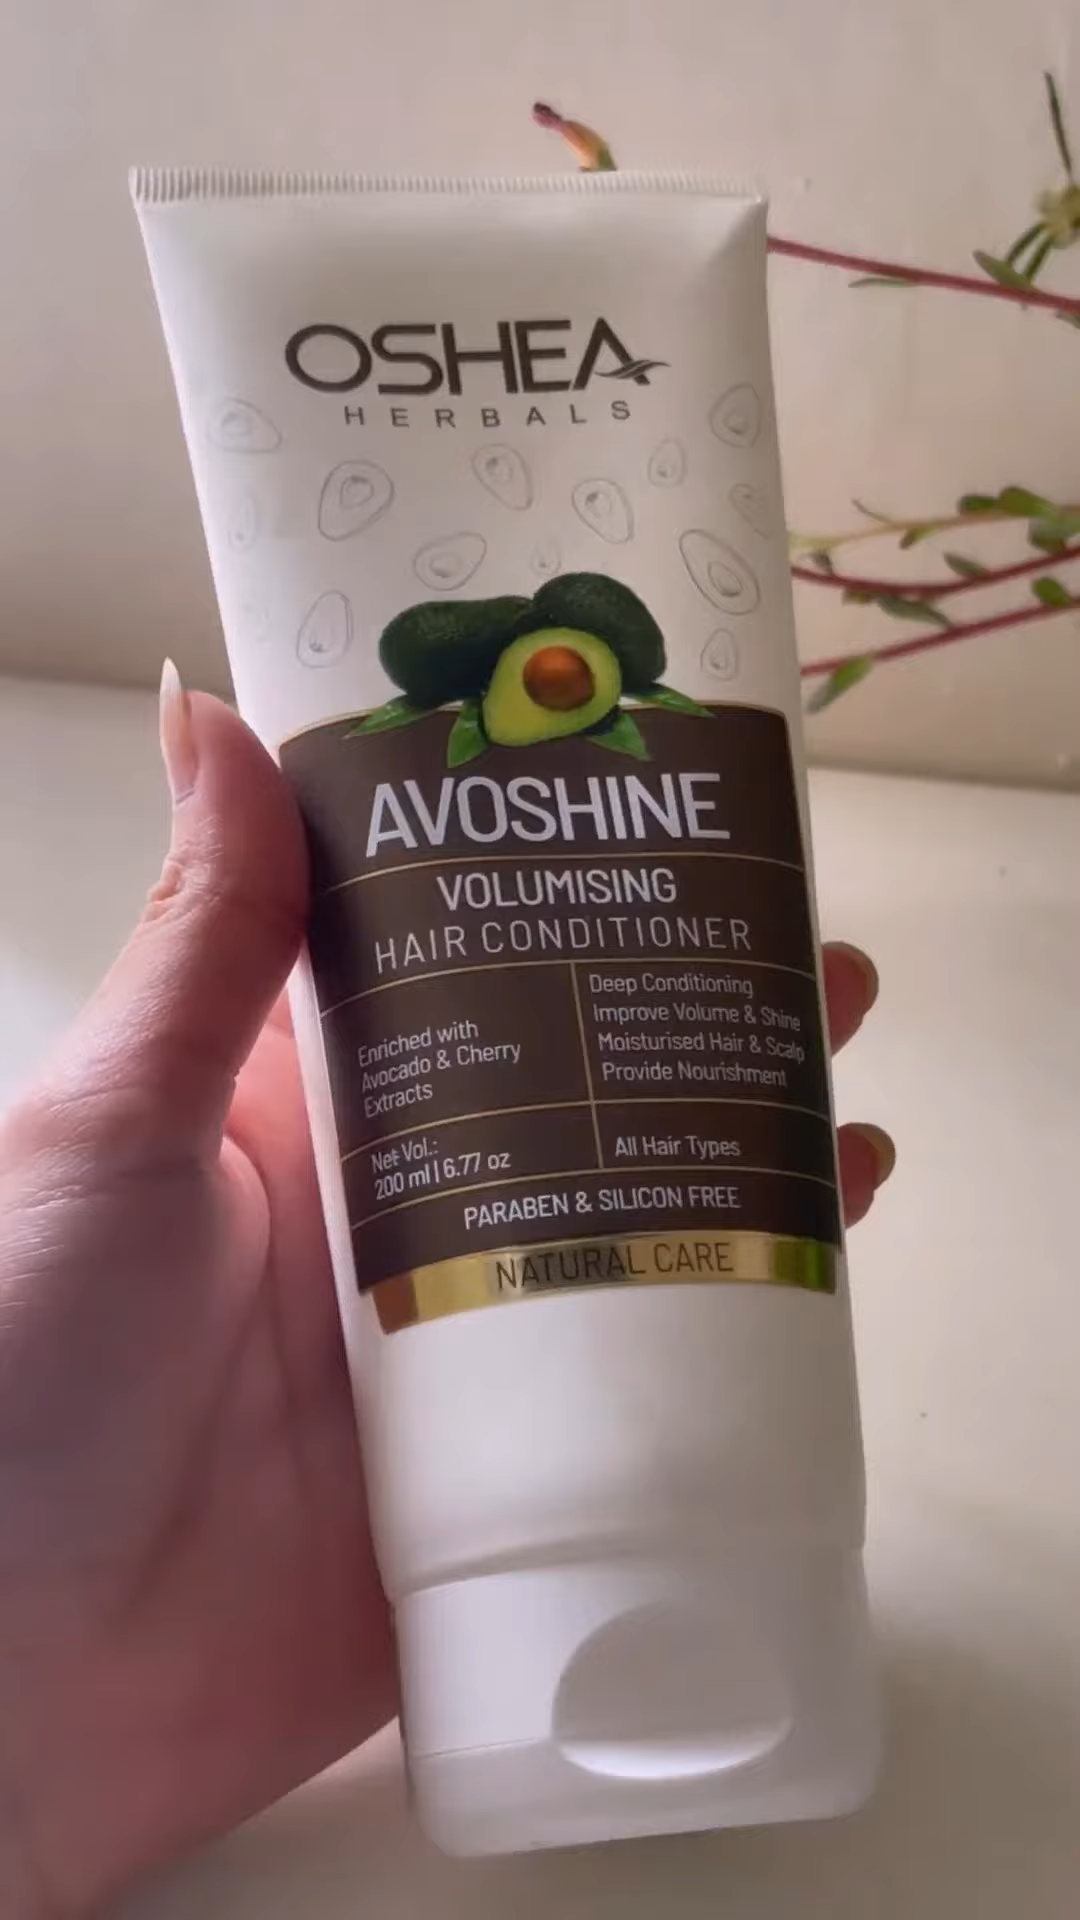 OSHEA
HERBALS
AVOSHINE
VOLUMISING
HAIR CONDITIONER
Enriched with
Avocado & Cherry
Extracts
Deep Conditioning
Improve Volume & Shine
Moisturised Hair & Scalp
Provide Nourishment
Net Vol.:
200 ml | 6.77 oz
All Hair Types
PARABEN & SILICON FREE
NATURAL CARE